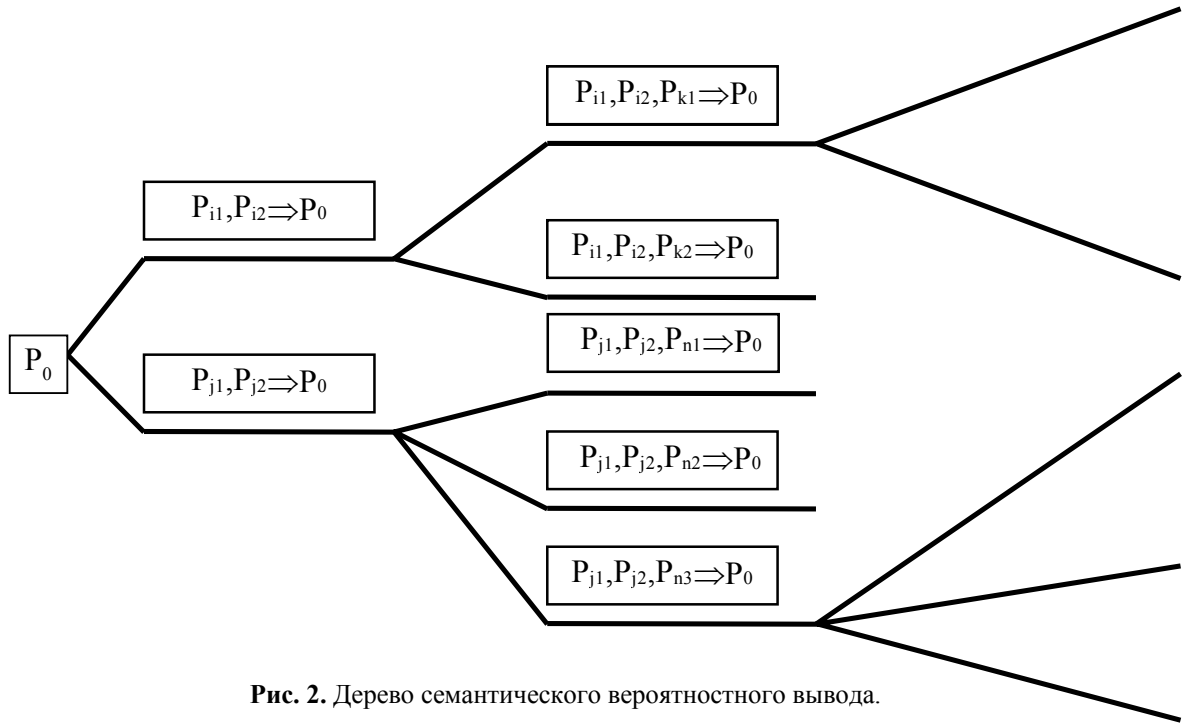 P_{i1},P_{i2},P_{k1}⇒P_0
P_{i1},P_{i2}⇒P_0
P_{i1},P_{i2},P_{k2}⇒P_0
P_{j1},P_{j2},P_{n1}⇒P_0
P_0
P_{j1},P_{j2}⇒P_0
P_{j1},P_{j2},P_{n2}⇒P_0
P_{j1},P_{j2},P_{n3}⇒P_0
Рис. 2. Дерево семантического вероятностного вывода.